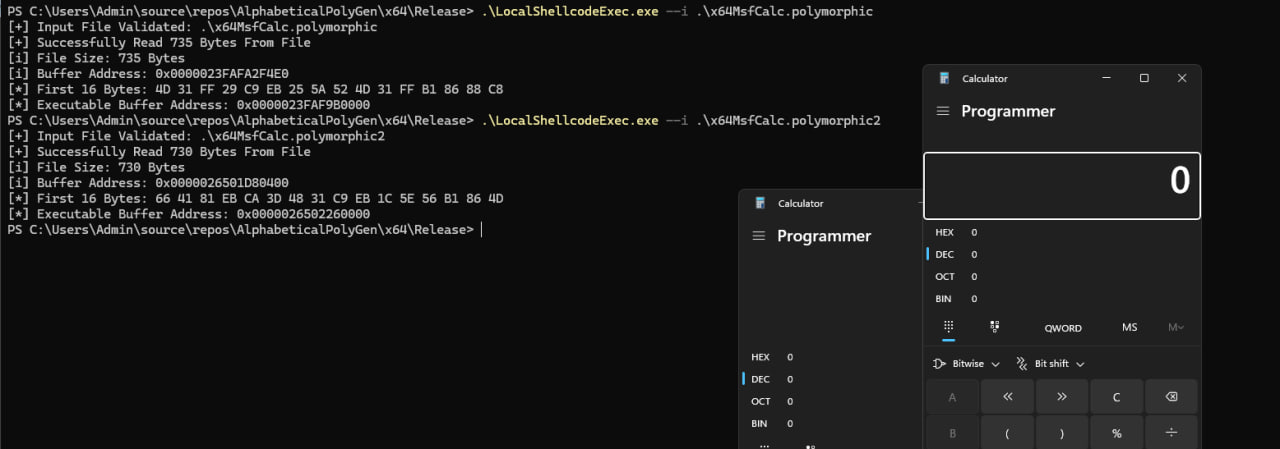 PS C:\Users\Admin\source\repos\AlphabeticalPolyGen\x64\Release> .\LocalShellcodeExec.exe --i .\x64MsfCalc.polymorphic
[+] Input File Validated: .\x64MsfCalc.polymorphic
[+] Successfully Read 735 Bytes From File
[i] File Size: 735 Bytes
[i] Buffer Address: 0x0000023FAFA2F4E0
[*] First 16 Bytes: 4D 31 FF 29 C9 EB 25 5A 52 4D 31 FF B1 86 88 C8
[*] Executable Buffer Address: 0x0000023FAF9B0000
PS C:\Users\Admin\source\repos\AlphabeticalPolyGen\x64\Release> .\LocalShellcodeExec.exe --i .\x64MsfCalc.polymorphic2
[+] Input File Validated: .\x64MsfCalc.polymorphic2
[+] Successfully Read 730 Bytes From File
[i] File Size: 730 Bytes
[i] Buffer Address: 0x0000026501D80400
[*] First 16 Bytes: 66 41 81 EB CA 3D 48 31 C9 EB 1C 5E 56 B1 86 4D
[*] Executable Buffer Address: 0x0000026502260000
PS C:\Users\Admin\source\repos\AlphabeticalPolyGen\x64\Release>
Calculator
Programmer
HEX 0
DEC 0
OCT 0
BIN 0
Calculator
Programmer
0
HEX 0
DEC 0
OCT 0
BIN 0
QWORD MS M
Bitwise Bit shift
A << >> C
B ( ) % ÷